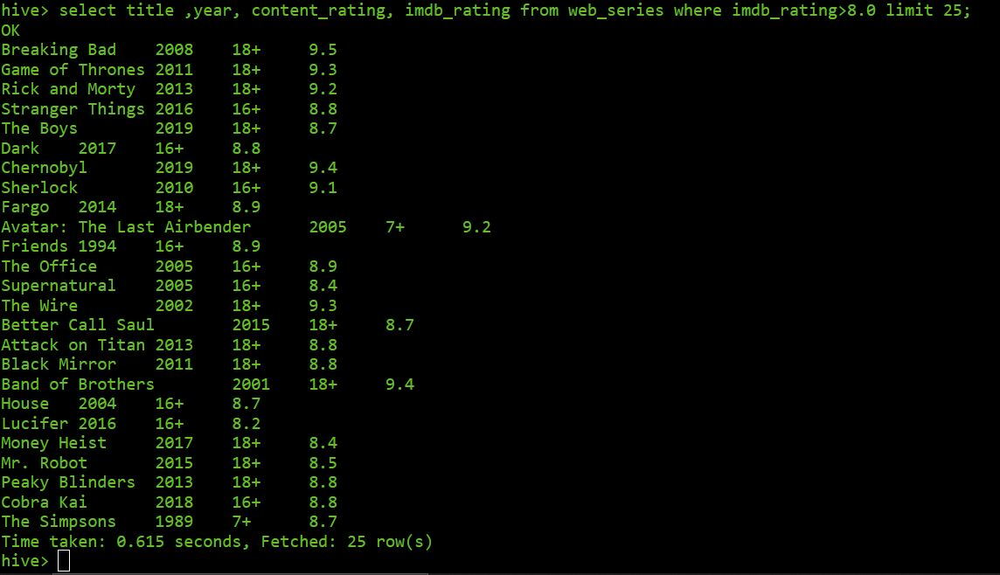 hive> select title ,year, content_rating, imdb_rating from web_series where imdb_rating>8.0 limit 25;
OK
Breaking Bad    2008    18+     9.5
Game of Thrones 2011    18+     9.3
Rick and Morty  2013    18+     9.2
Stranger Things 2016    16+     8.8
The Boys        2019    18+     8.7
Dark    2017    16+     8.8
Chernobyl       2019    18+     9.4
Sherlock        2010    16+     9.1
Fargo   2014    18+     8.9
Avatar: The Last Airbender      2005    7+      9.2
Friends 1994    16+     8.9
The Office      2005    16+     8.9
Supernatural    2005    16+     8.4
The Wire        2002    18+     9.3
Better Call Saul        2015    18+     8.7
Attack on Titan 2013    18+     8.8
Black Mirror    2011    18+     8.8
Band of Brothers        2001    18+     9.4
House   2004    16+     8.7
Lucifer 2016    16+     8.2
Money Heist     2017    18+     8.4
Mr. Robot       2015    18+     8.5
Peaky Blinders  2013    18+     8.8
Cobra Kai       2018    16+     8.8
The Simpsons    1989    7+      8.7
Time taken: 0.615 seconds, Fetched: 25 row(s)
hive>